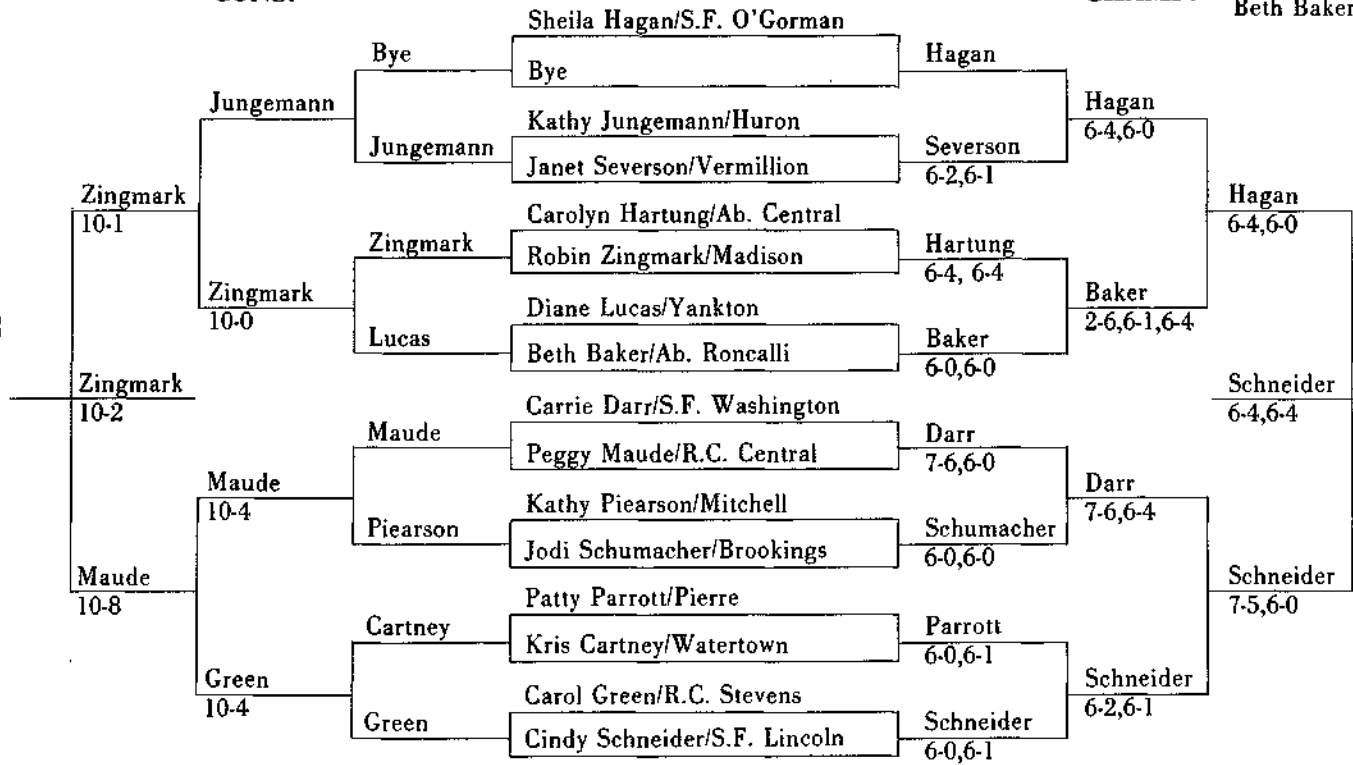 Beth Baker
Sheila Hagan/S.F. O'Gorman
Bye
Bye
Hagan
Jungemann
Hagan
6-4,6-0
Kathy Jungemann/Huron
Jungemann
Janet Severson/Vermillion
Severson
6-2,6-1
Zingmark
10-1
Hagan
6-4,6-0
Carolyn Hartung/Ab. Central
Zingmark
Robin Zingmark/Madison
Hartung
6-4, 6-4
Zingmark
10-0
Baker
2-6,6-1,6-4
Diane Lucas/Yankton
Lucas
Beth Baker/Ab. Roncalli
Baker
6-0,6-0
Zingmark
10-2
Schneider
6-4,6-4
Carrie Darr/S.F. Washington
Maude
Peggy Maude/R.C. Central
Darr
7-6,6-0
Maude
10-4
Darr
7-6,6-4
Kathy Piearson/Mitchell
Piearson
Jodi Schumacher/Brookings
Schumacher
6-0,6-0
Maude
10-8
Schneider
7-5,6-0
Patty Parrott/Pierre
Cartney
Kris Cartney/Watertown
Parrott
6-0,6-1
Green
10-4
Schneider
6-2,6-1
Carol Green/R.C. Stevens
Green
Cindy Schneider/S.F. Lincoln
Schneider
6-0,6-1